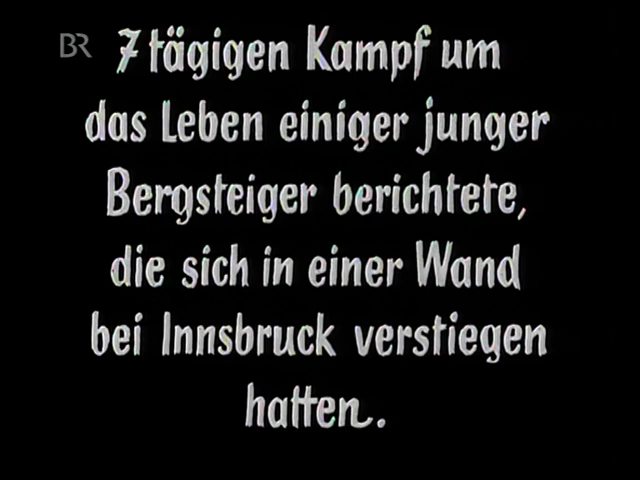 BR
7 tägigen Kampf um
das Leben einiger junger
Bergsteiger berichtete,
die sich in einer Wand
bei Innsbruck verstiegen
hatten.